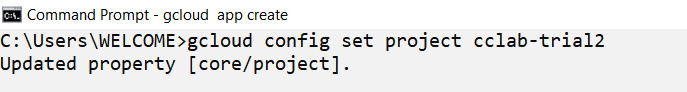 Command Prompt - gcloud  app create
C:\Users\WELCOME>gcloud config set project cclab-trial2
Updated property [core/project].